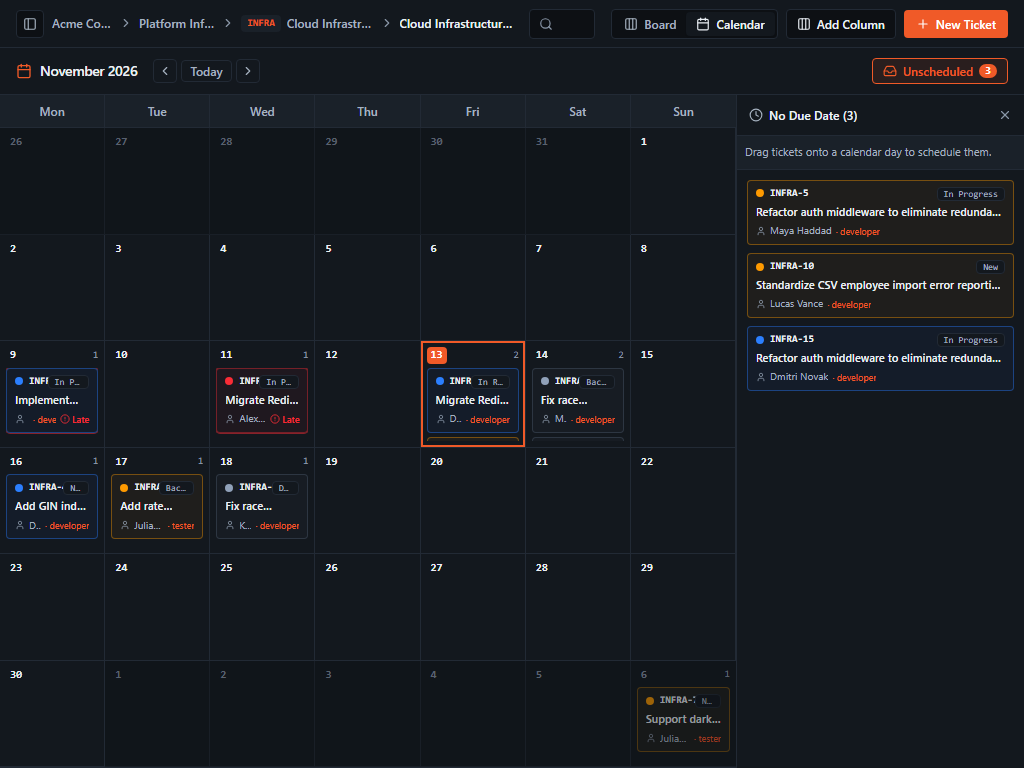 Acme Co... > Platform Inf... > INFRA Cloud Infrastr... > Cloud Infrastructur...
Board
Calendar
Add Column
New Ticket
November 2026
Today
Unscheduled 3
Mon Tue Wed Thu Fri Sat Sun
26 27 28 29 30 31 1
2 3 4 5 6 7 8
9 1 10 11 1 12 13 2 14 2 15
In P...
Implement...
Late
In P...
Migrate Redi...
Alex... Late
INFR In R...
Migrate Redi...
D... · developer
Bac...
Fix race...
M. · developer
16 1 17 1 18 1 19 20 21 22
INFRA- N...
Add GIN ind...
D... · developer
Bac...
Add rate...
Julia... · tester
INFRA- D...
Fix race...
K... · developer
23 24 25 26 27 28 29
30 1 2 3 4 5 6 1
N...
Support dark...
Julia... · tester
No Due Date (3)
Drag tickets onto a calendar day to schedule them.
INFRA-5 In Progress
Refactor auth middleware to eliminate redunda...
Maya Haddad · developer
INFRA-10 New
Standardize CSV employee import error reporti...
Lucas Vance · developer
INFRA-15 In Progress
Refactor auth middleware to eliminate redunda...
Dmitri Novak · developer